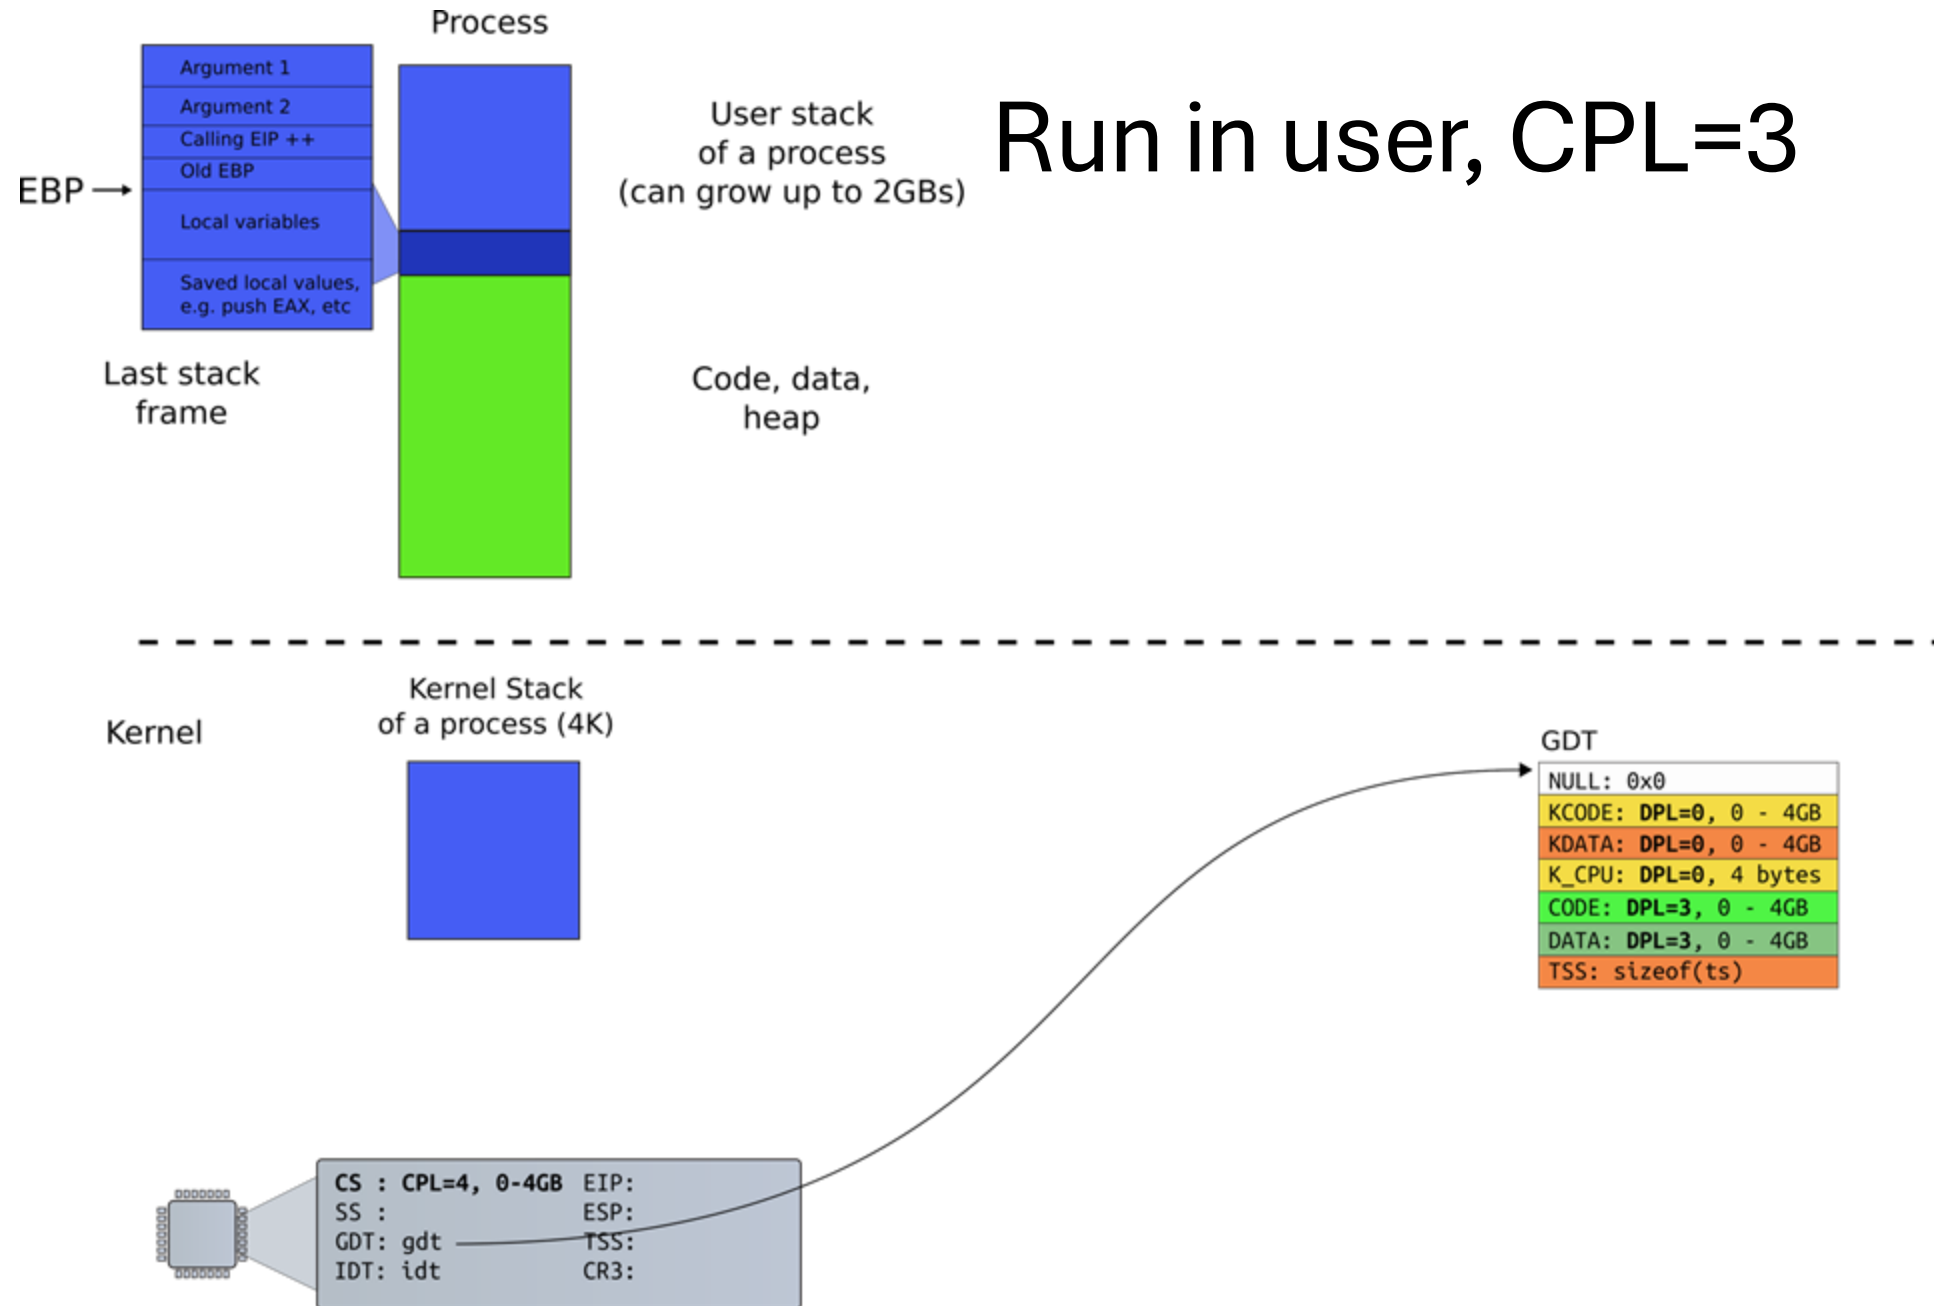 Process
Argument 1
Argument 2
Calling EIP ++
Old EBP
EBP
Local variables
Saved local values,
e.g. push EAX, etc
Last stack
frame
User stack
of a process
(can grow up to 2GBs)
Run in user, CPL=3
Code, data,
heap
Kernel
Kernel Stack
of a process (4K)
GDT
NULL: 0x0
KCODE: DPL=0, 0 - 4GB
KDATA: DPL=0, 0 - 4GB
K_CPU: DPL=0, 4 bytes
CODE: DPL=3, 0 - 4GB
DATA: DPL=3, 0 - 4GB
TSS: sizeof(ts)
CS : CPL=4, 0-4GB EIP:
SS : ESP:
GDT: gdt TSS:
IDT: idt CR3: